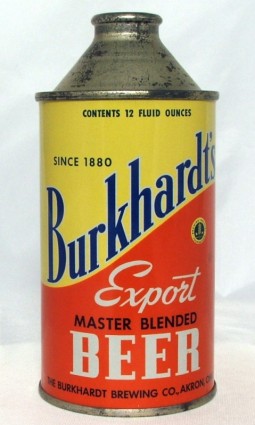 CONTENTS 12 FLUID OUNCES
SINCE 1880
Burkhardt's
Export
MASTER BLENDED
BEER
THE BURKHARDT BREWING CO., AKRON,